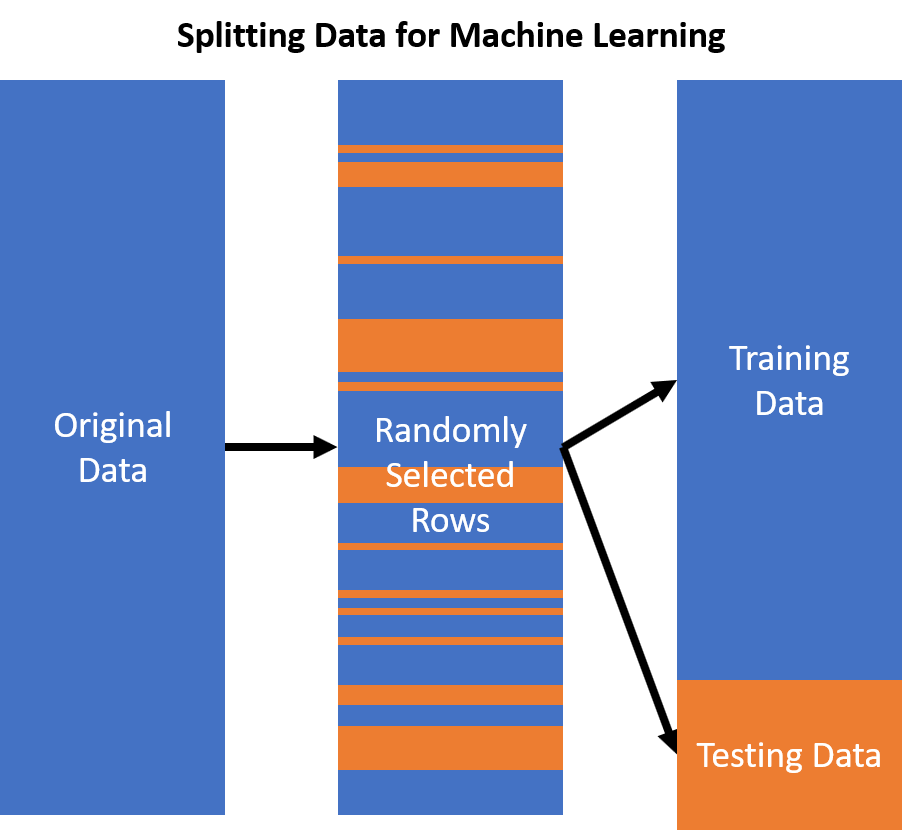 Splitting Data for Machine Learning
Original
Data
Randomly
Selected
Rows
Training
Data
Testing Data